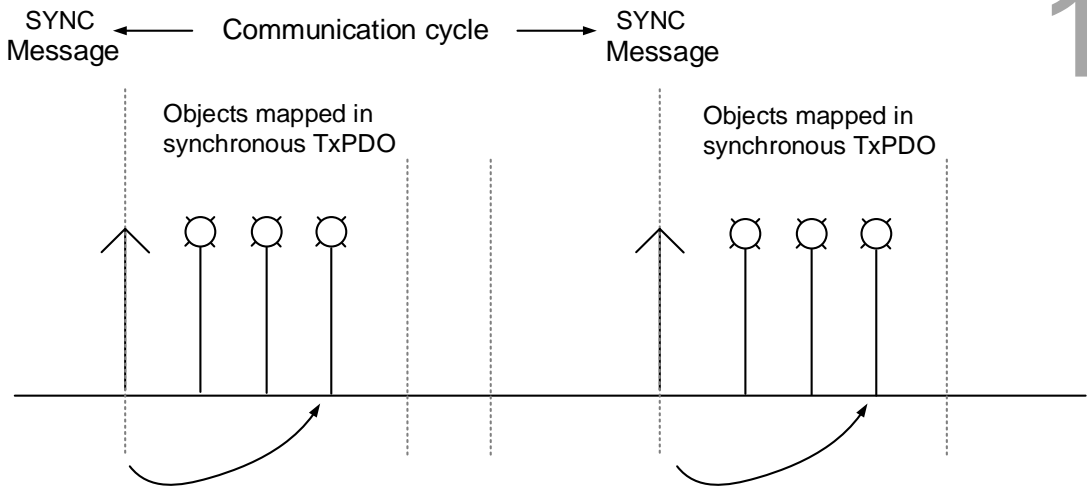 SYNC
Message
Communication cycle
SYNC
Message
1
Objects mapped in
synchronous TxPDO
Objects mapped in
synchronous TxPDO